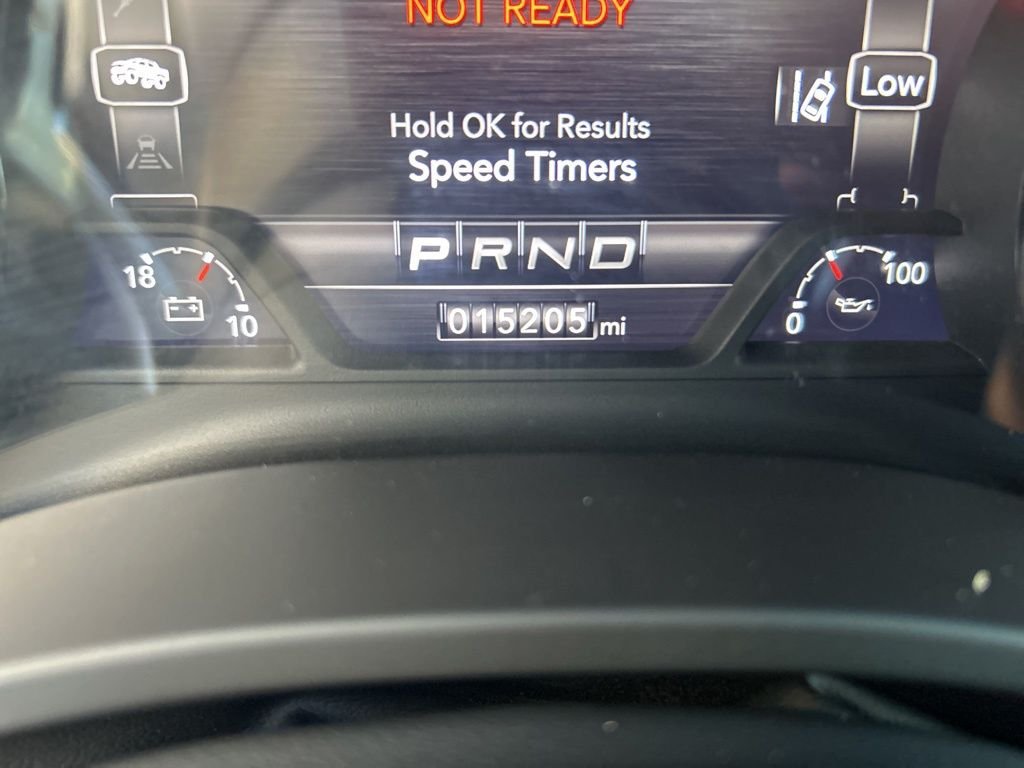 NOT READY
Low
Hold OK for Results
Speed Timers
PRND
18
10
015205 mi
0
100